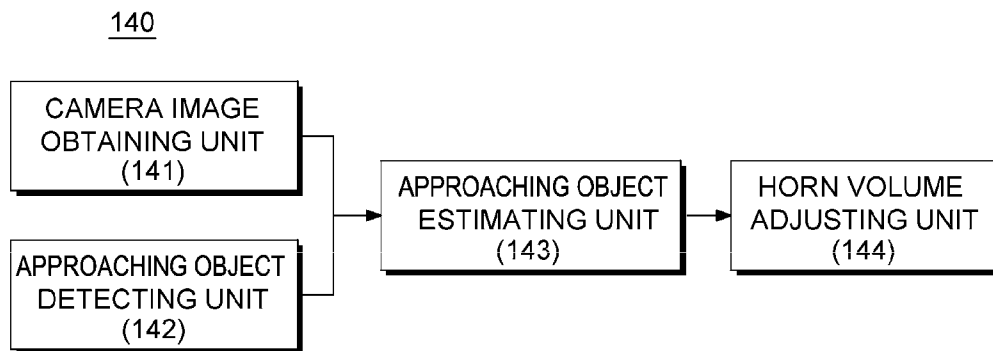 140
CAMERA IMAGE
OBTAINING UNIT
(141)
APPROACHING OBJECT
DETECTING UNIT
(142)
APPROACHING OBJECT
ESTIMATING UNIT
(143)
HORN VOLUME
ADJUSTING UNIT
(144)